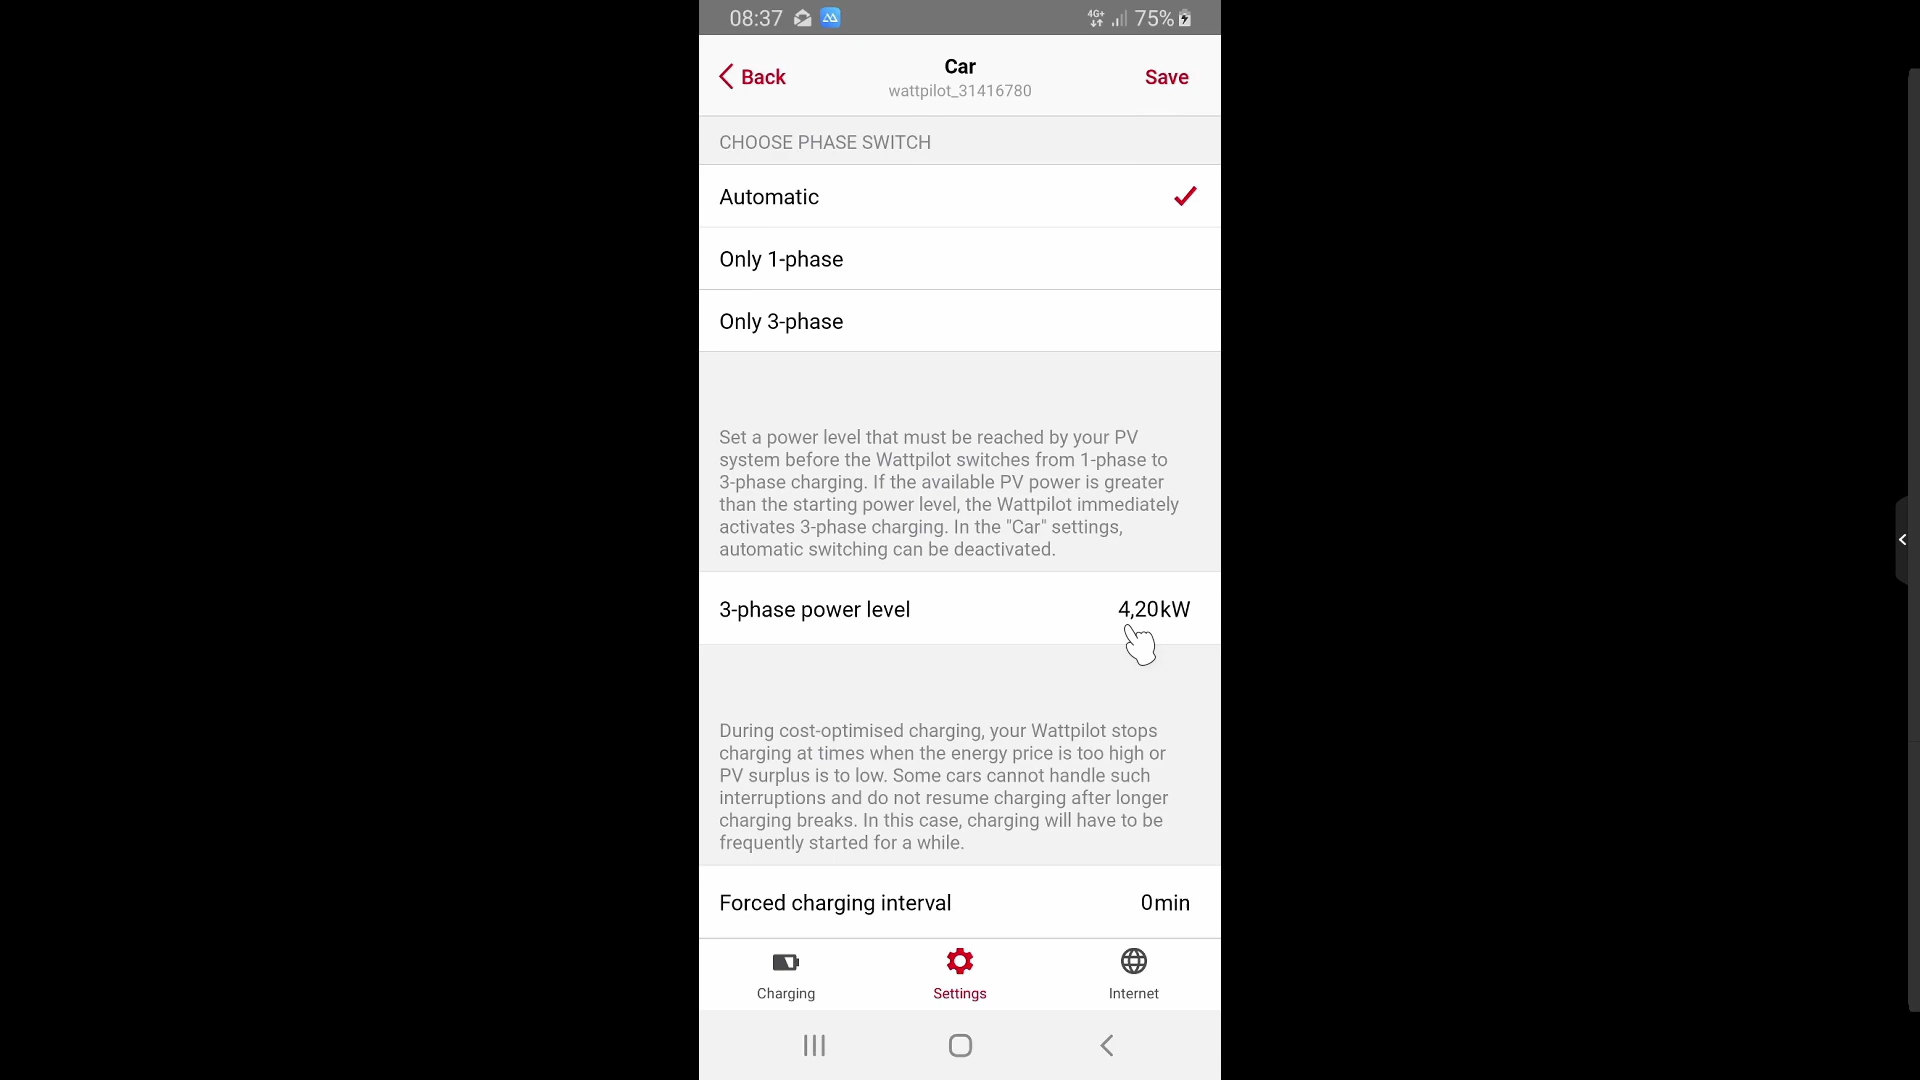 08:37
4G+ 75%
Back
Car
Save
wattpilot_31416780
CHOOSE PHASE SWITCH
Automatic
Only 1-phase
Only 3-phase
Set a power level that must be reached by your PV
system before the Wattpilot switches from 1-phase to
3-phase charging. If the available PV power is greater
than the starting power level, the Wattpilot immediately
activates 3-phase charging. In the "Car" settings,
automatic switching can be deactivated.
3-phase power level 4,20kW
During cost-optimised charging, your Wattpilot stops
charging at times when the energy price is too high or
PV surplus is to low. Some cars cannot handle such
interruptions and do not resume charging after longer
charging breaks. In this case, charging will have to be
frequently started for a while.
Forced charging interval 0min
Charging Settings Internet